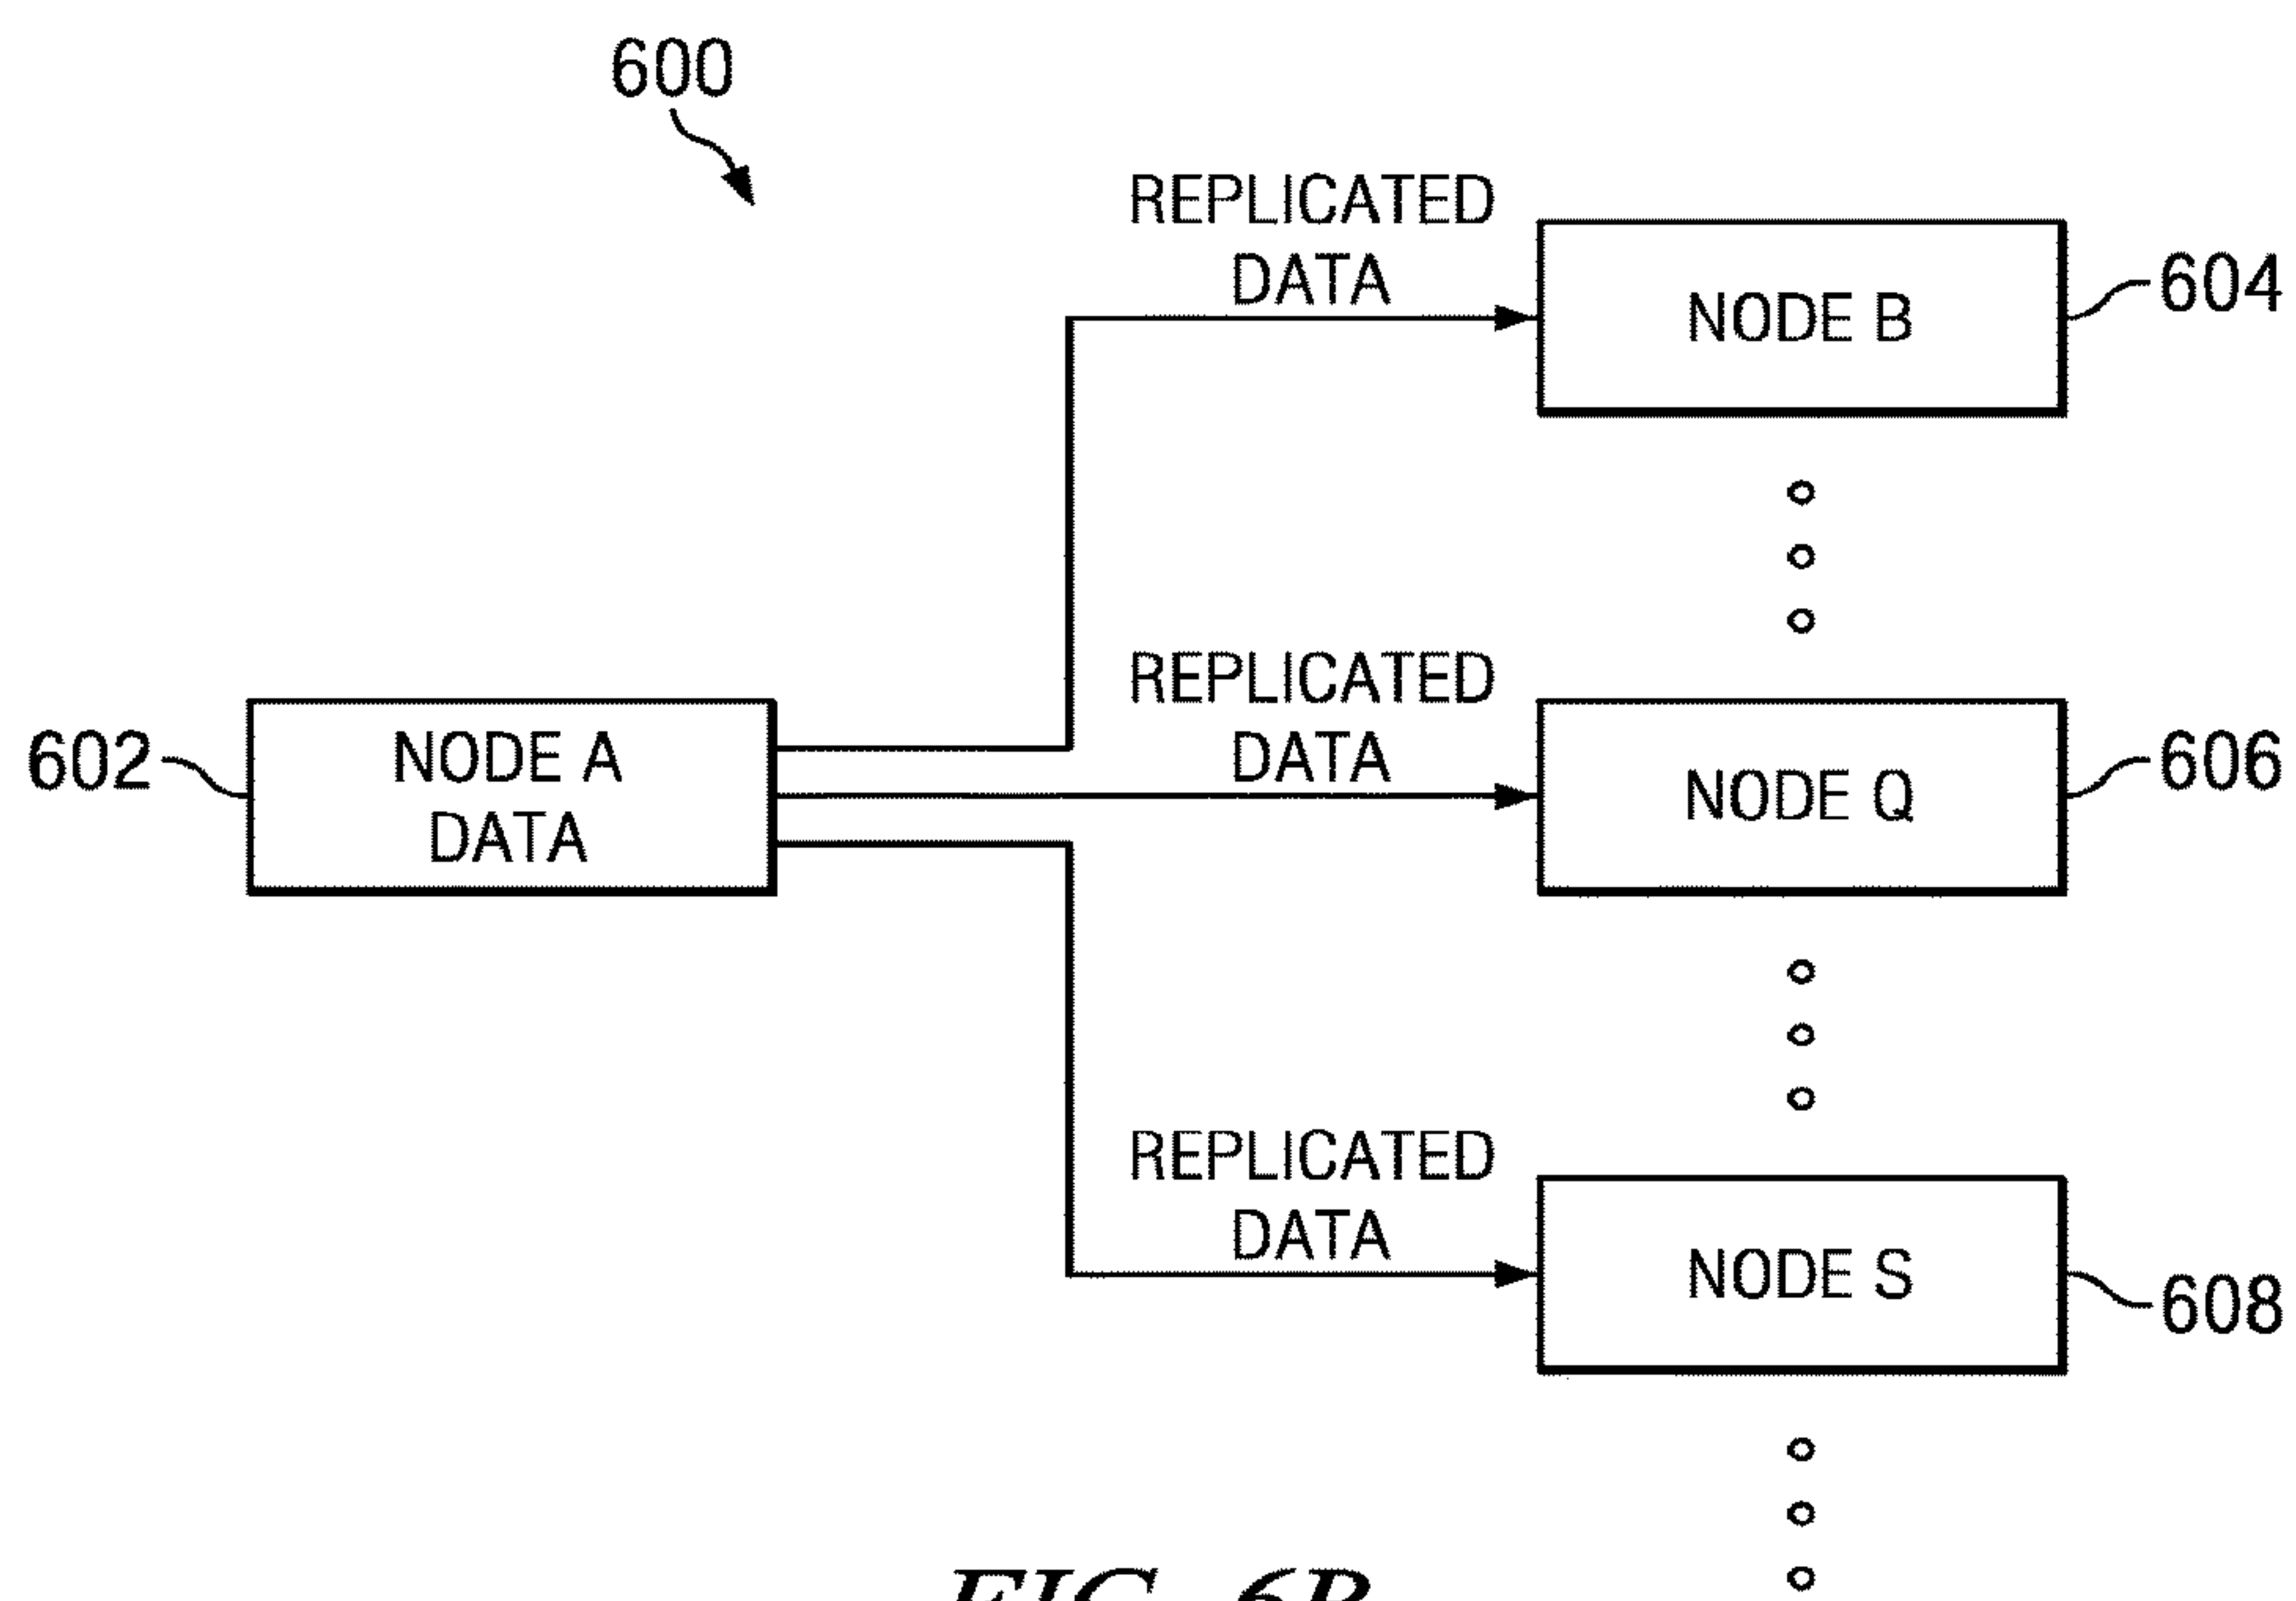 600
REPLICATED
DATA
NODE B
604
REPLICATED
DATA
602
NODE A
DATA
NODE Q
606
REPLICATED
DATA
NODE S
608